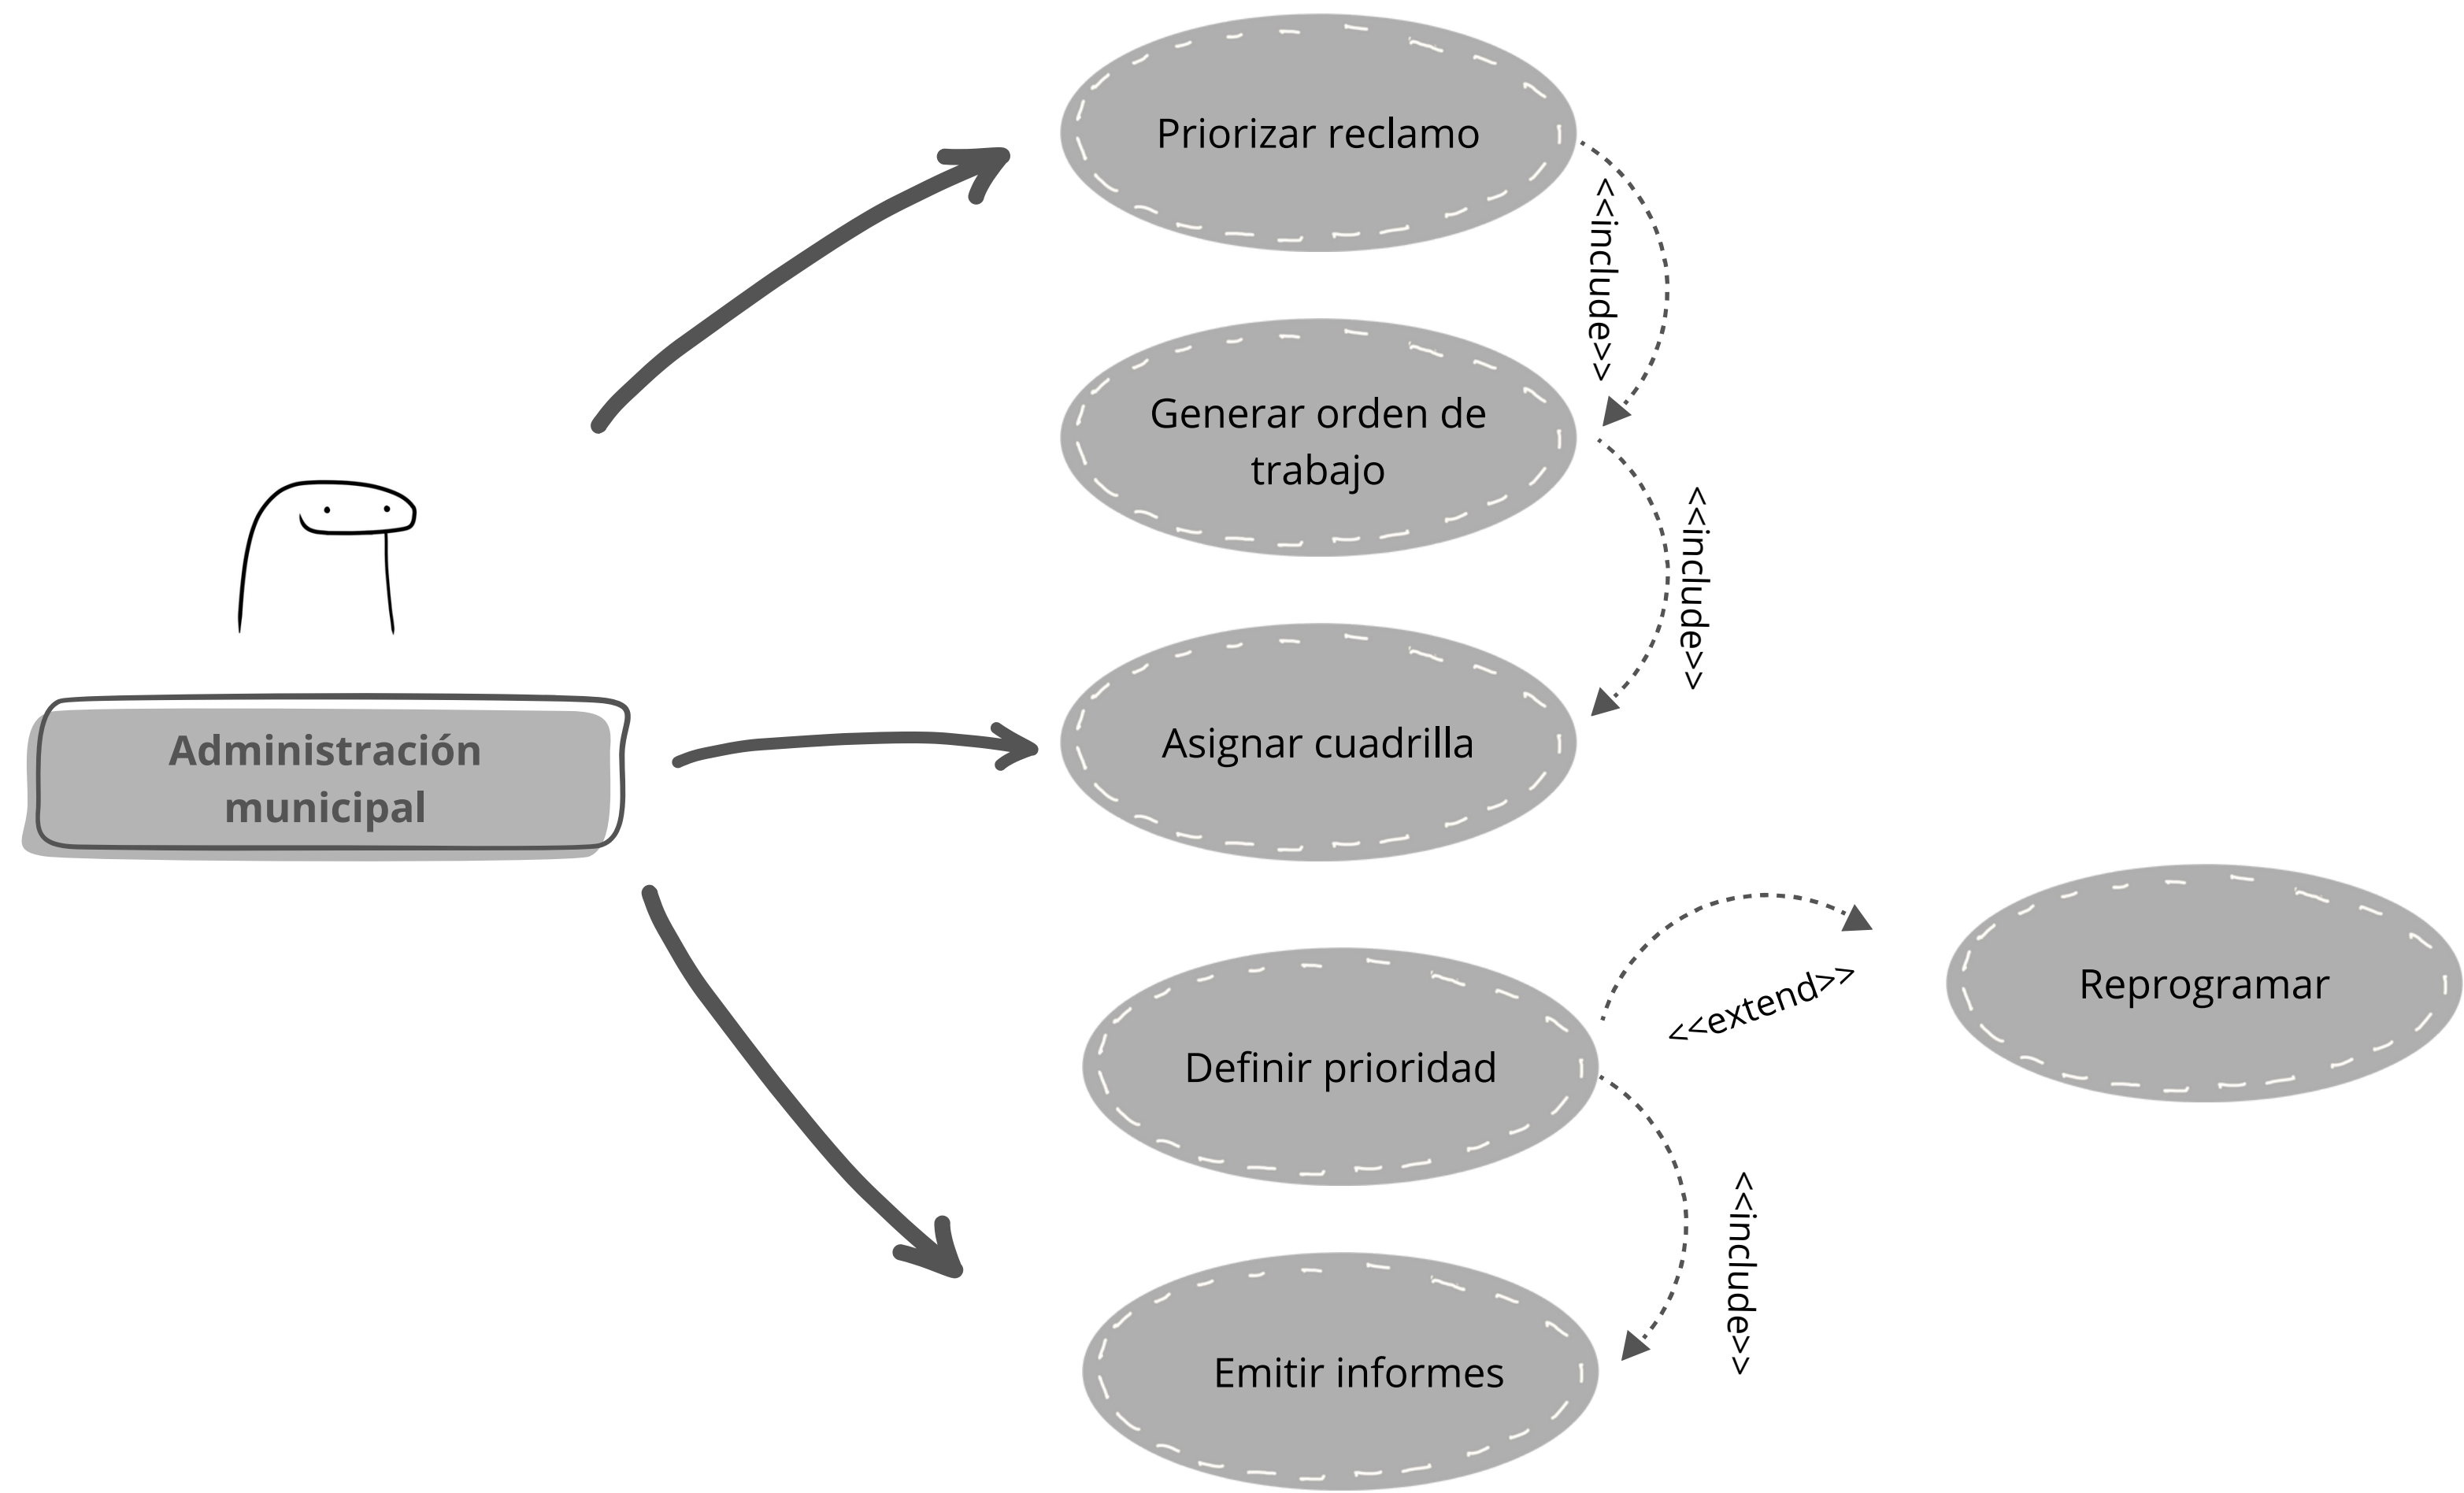 Priorizar reclamo
<<include>>
Generar orden de
trabajo
<<include>>
Administración
municipal
Asignar cuadrilla
Reprogramar
<<extend>>
Definir prioridad
<<include>>
Emitir informes